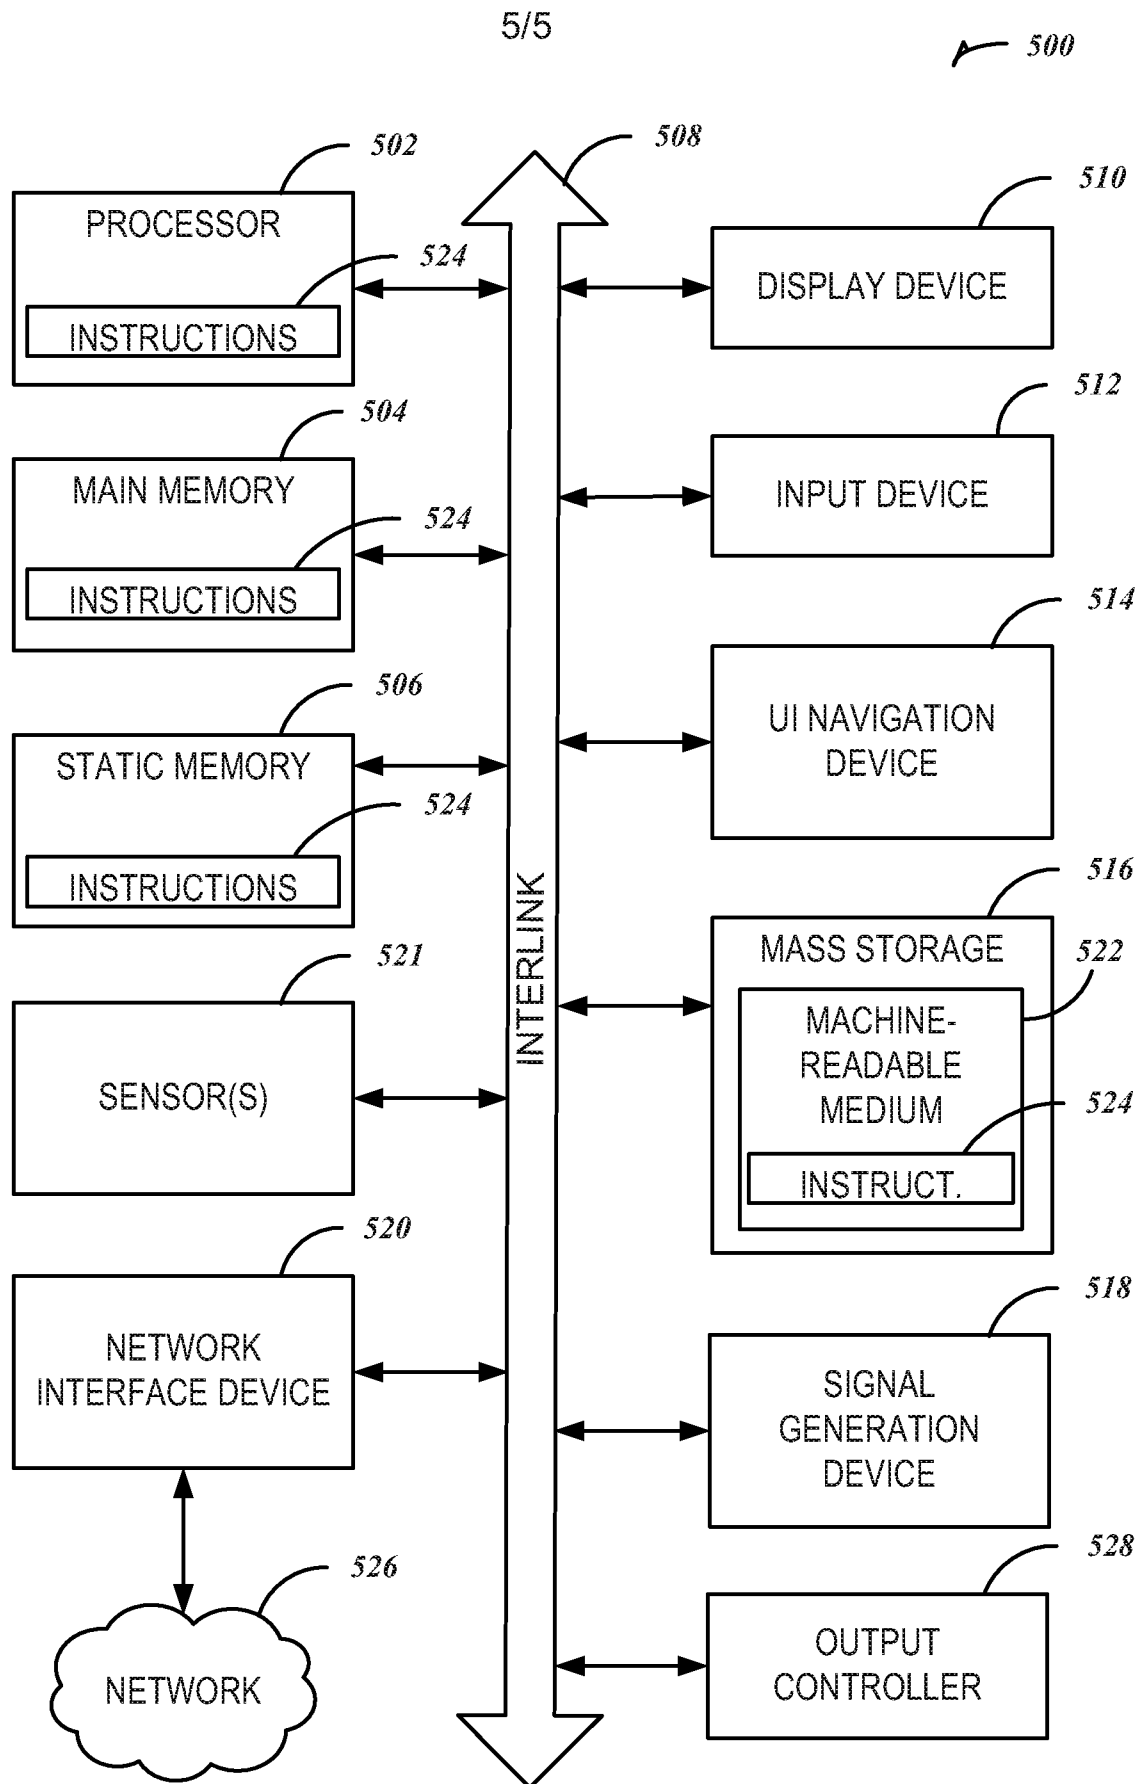 5/5
500
502
PROCESSOR
524
INSTRUCTIONS
504
MAIN MEMORY
524
INSTRUCTIONS
506
STATIC MEMORY
524
INSTRUCTIONS
521
SENSOR(S)
520
NETWORK
INTERFACE DEVICE
526
NETWORK
508
INTERLINK
510
DISPLAY DEVICE
512
INPUT DEVICE
514
UI NAVIGATION
DEVICE
516
MASS STORAGE
522
MACHINE-
READABLE
MEDIUM
524
INSTRUCT.
518
SIGNAL
GENERATION
DEVICE
528
OUTPUT
CONTROLLER